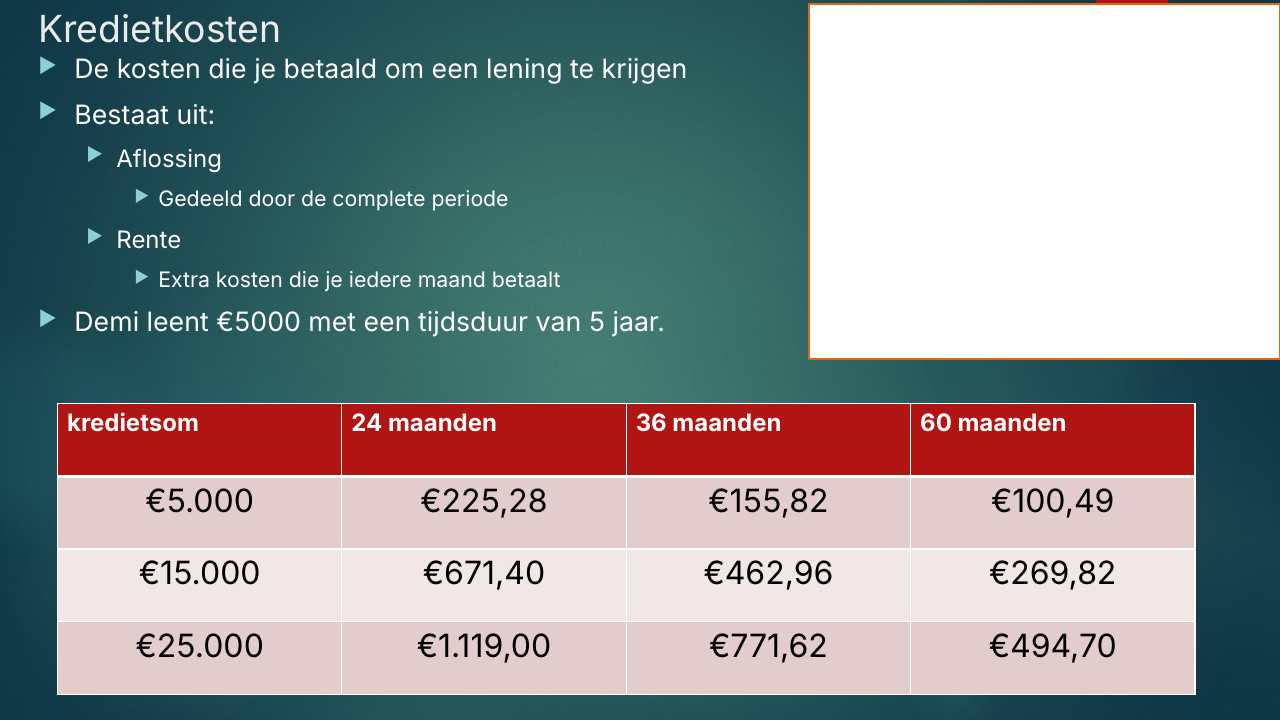 Kredietkosten
De kosten die je betaald om een lening te krijgen
Bestaat uit:
Aflossing
Gedeeld door de complete periode
Rente
Extra kosten die je iedere maand betaalt
Demi leent €5000 met een tijdsduur van 5 jaar.
kredietsom 24 maanden 36 maanden 60 maanden
€5.000 €225,28 €155,82 €100,49
€15.000 €671,40 €462,96 €269,82
€25.000 €1.119,00 €771,62 €494,70